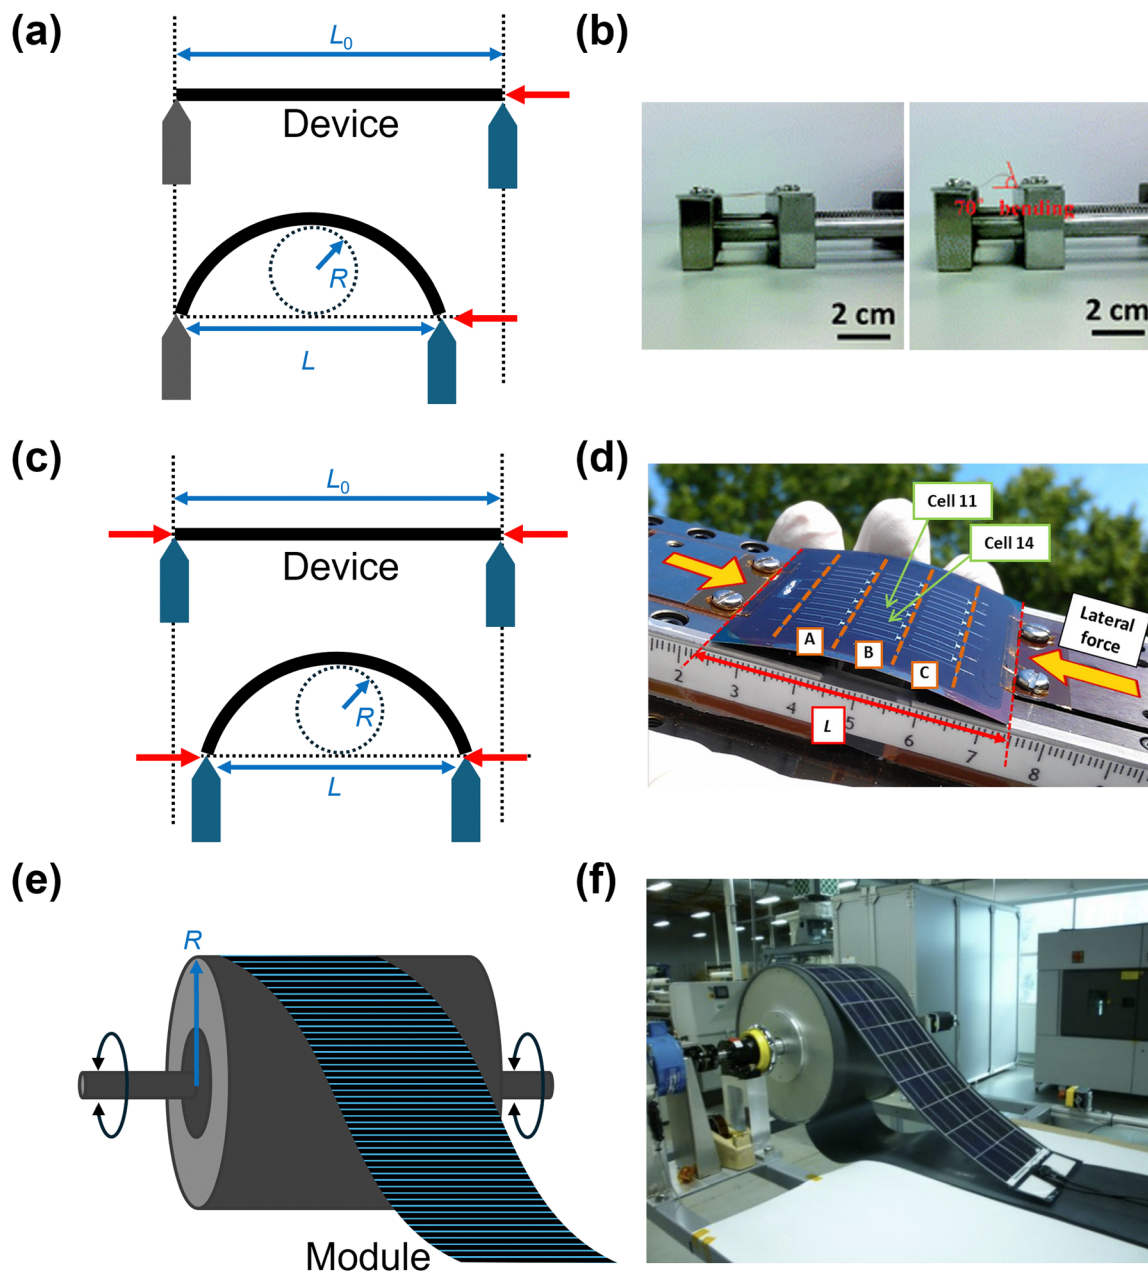 (a)
L0
Device
R
L
(b)
70° bending
2 cm
2 cm
(c)
L0
Device
R
L
(d)
Cell 11
Cell 14
Lateral
force
A
B
C
L
2
3
4
5
6
7
8
(e)
R
Module
(f)